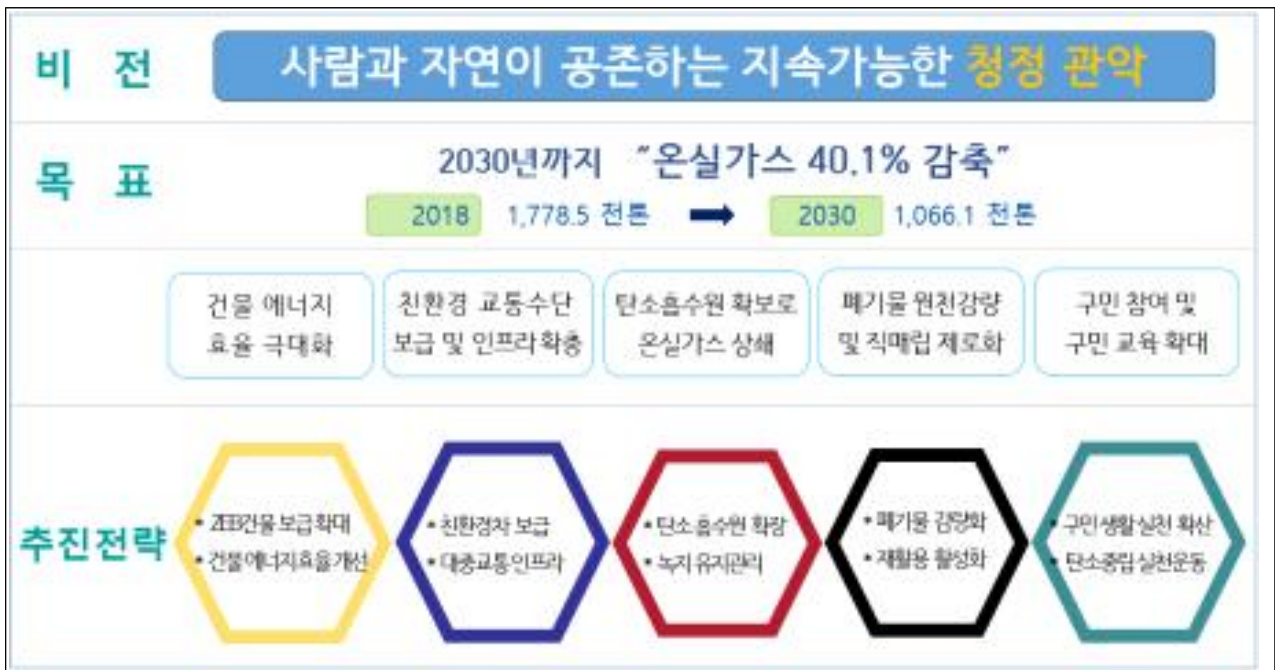 비 전
사람과 자연이 공존하는 지속가능한 청정 관악
목 표
2030년까지 "온실가스 40.1% 감축"
2018 1,778.5 천톤 ➡ 2030 1,066.1 천톤
건물 에너지
효율 극대화
친환경 교통수단
보급 및 인프라 확충
탄소흡수원 확보로
온실가스 상쇄
폐기물 원천감량
및 직매립 제로화
구민 참여 및
구민 교육 확대
추진전략
• ZEB건물 보급 확대
• 건물에너지효율개선
• 친환경차 보급
• 대중교통인프라
• 탄소흡수원 확장
• 녹지 유지관리
• 폐기물 감량화
• 재활용 활성화
• 구민생활실천 확산
• 탄소중립실천운동